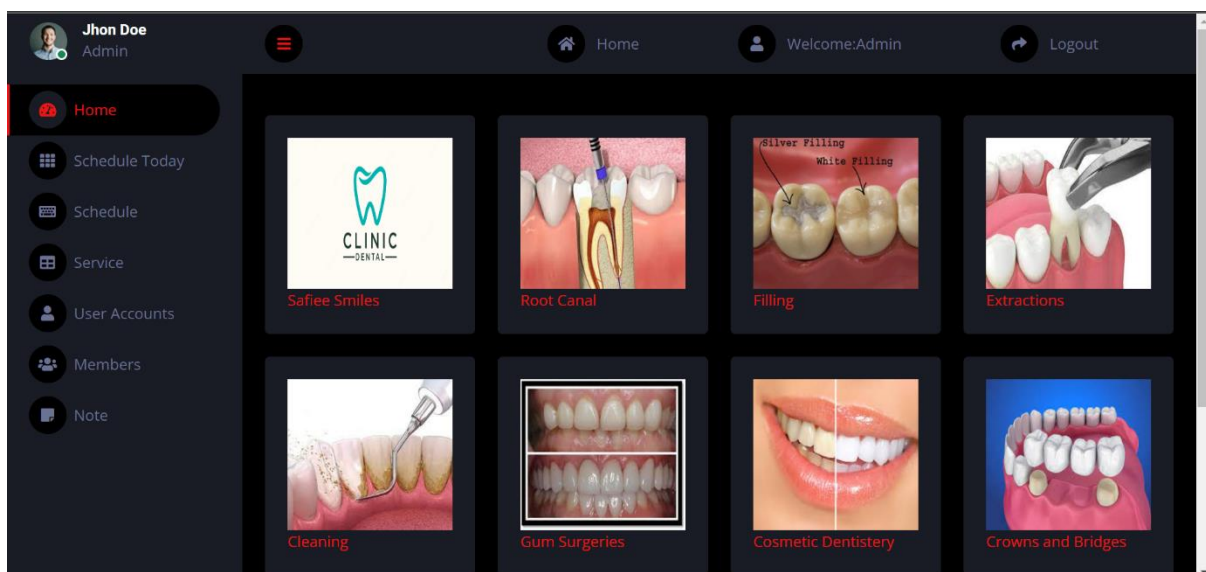 Jhon Doe
Admin
Home
Welcome:Admin
Logout
Home
Schedule Today
Schedule
Service
User Accounts
Members
Note
CLINIC
DENTAL
Safiee Smiles
Root Canal
Silver Filling
White Filling
Filling
Extractions
Cleaning
Gum Surgeries
Cosmetic Dentistery
Crowns and Bridges